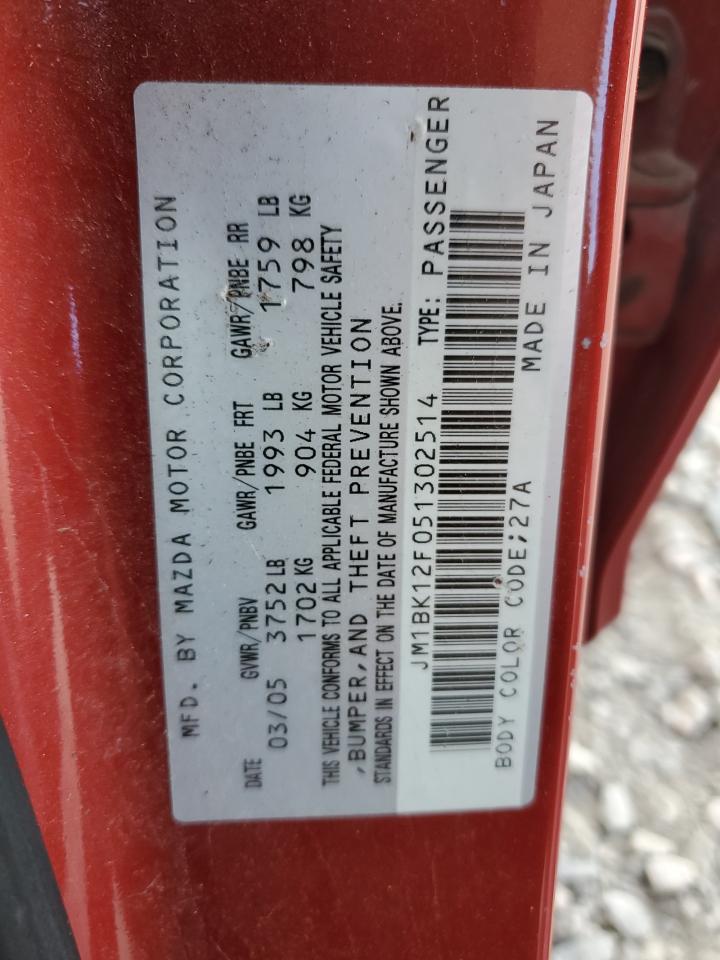 MFD. BY MAZDA MOTOR CORPORATION
GVWR/PNBV GAWR/PNBE FRT GAWR/PNBE RR
DATE 03/05 3752 LB 1993 LB 1759 LB
1702 KG 904 KG 798 KG
THIS VEHICLE CONFORMS TO ALL APPLICABLE FEDERAL MOTOR VEHICLE SAFETY
,BUMPER,AND THEFT PREVENTION
STANDARDS IN EFFECT ON THE DATE OF MANUFACTURE SHOWN ABOVE.
JM1BK12F051302514 TYPE: PASSENGER
BODY COLOR CODE;27A MADE IN JAPAN